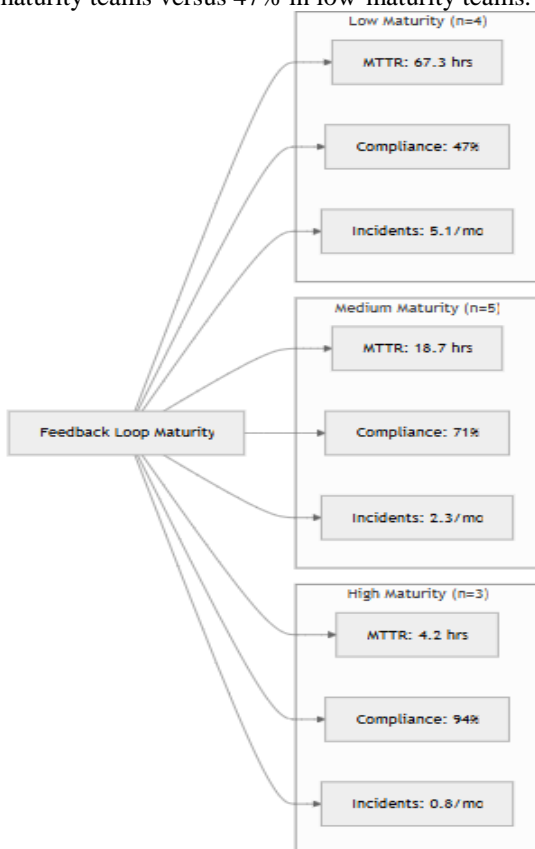 maturity teams versus 47% in low-maturity teams.
Low Maturity (n=4)
MTTR: 67.3 hrs
Compliance: 47%
Incidents: 5.1/mo
Medium Maturity (n=5)
MTTR: 18.7 hrs
Feedback Loop Maturity
Compliance: 71%
Incidents: 2.3/mo
High Maturity (n=3)
MTTR: 4.2 hrs
Compliance: 94%
Incidents: 0.8/mo